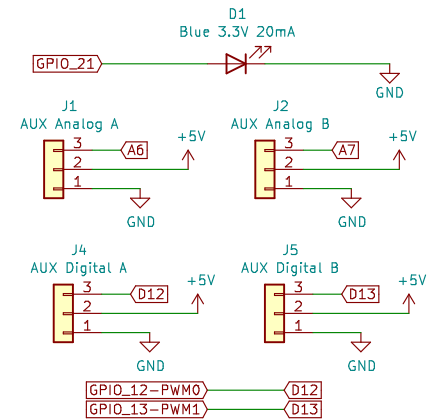 D1
Blue 3.3V 20mA
GPIO_21
GND
J1
AUX Analog A
+5V
3
A6
2
1
GND
J2
AUX Analog B
+5V
3
A7
2
1
GND
J4
AUX Digital A
+5V
3
D12
2
1
GND
J5
AUX Digital B
+5V
3
D13
2
1
GND
GPIO_12-PWM0 D12
GPIO_13-PWM1 D13